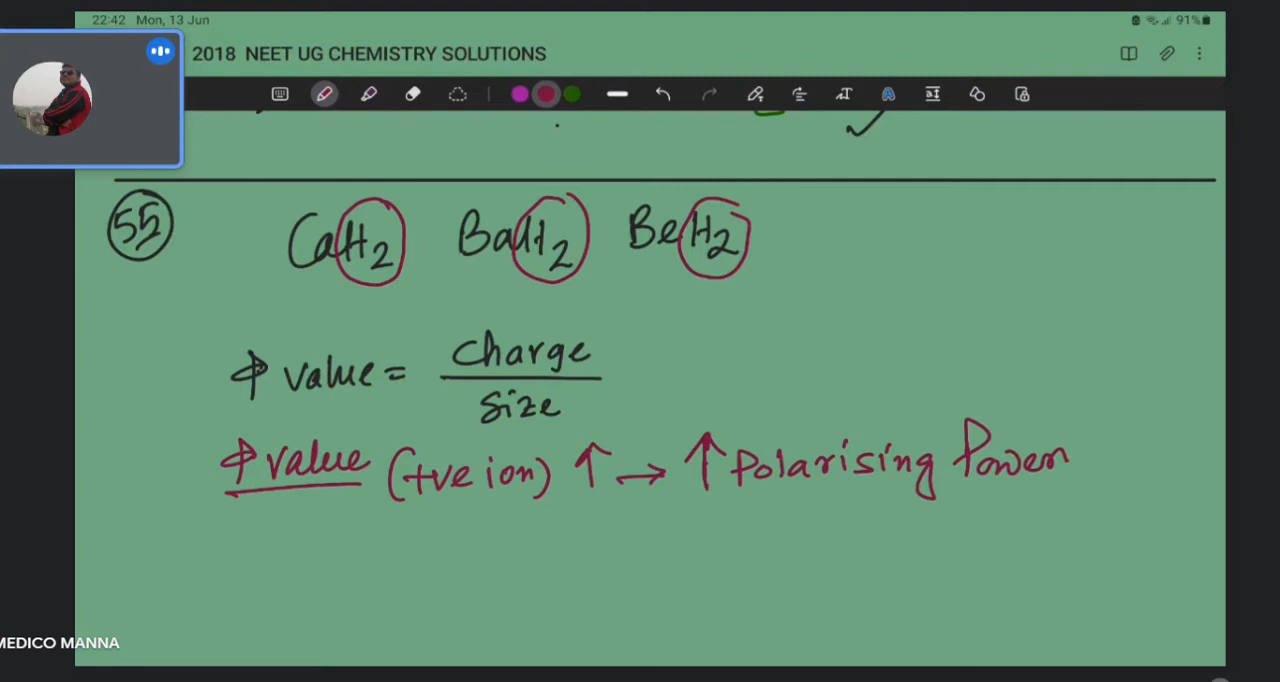 22:42 Mon, 13 Jun 91%
2018 NEET UG CHEMISTRY SOLUTIONS
55 CaH2 BaH2 BeH2
ϕ value = charge
size
ϕ value (+ve ion) ↑ → ↑ Polarising Power
MEDICO MANNA